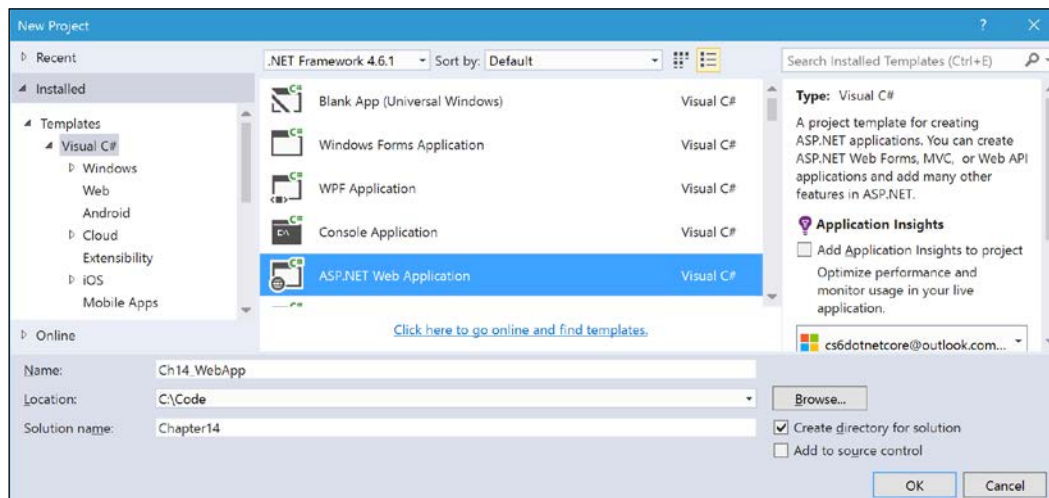 New Project
Recent
.NET Framework 4.6.1
Sort by: Default
Search Installed Templates (Ctrl+E)
Installed
Templates
Visual C#
Windows
Web
Android
Cloud
Extensibility
iOS
Mobile Apps
Online
Blank App (Universal Windows) Visual C#
Windows Forms Application Visual C#
WPF Application Visual C#
Console Application Visual C#
ASP.NET Web Application Visual C#
Click here to go online and find templates.
Type: Visual C#
A project template for creating
ASP.NET applications. You can create
ASP.NET Web Forms, MVC, or Web API
applications and add many other
features in ASP.NET.
Application Insights
Add Application Insights to project
Optimize performance and
monitor usage in your live
application.
cs6dotnetcore@outlook.com...
Name: Ch14_WebApp
Location: C:\Code
Browse...
Solution name: Chapter14
Create directory for solution
Add to source control
OK Cancel